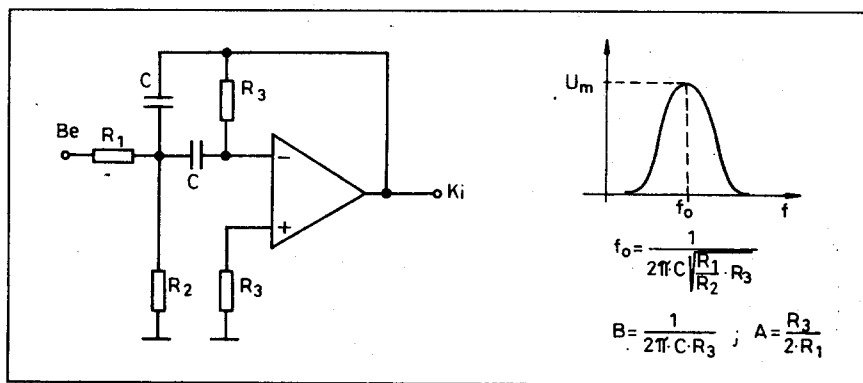 C
R₃
Be
R₁
C
−
+
Ki
R₂
R₃
Uₘ
f₀
f
f₀=1/(2π·C√(R₁/R₂·R₃))
B=1/(2π·C·R₃) ; A=R₃/(2·R₁)